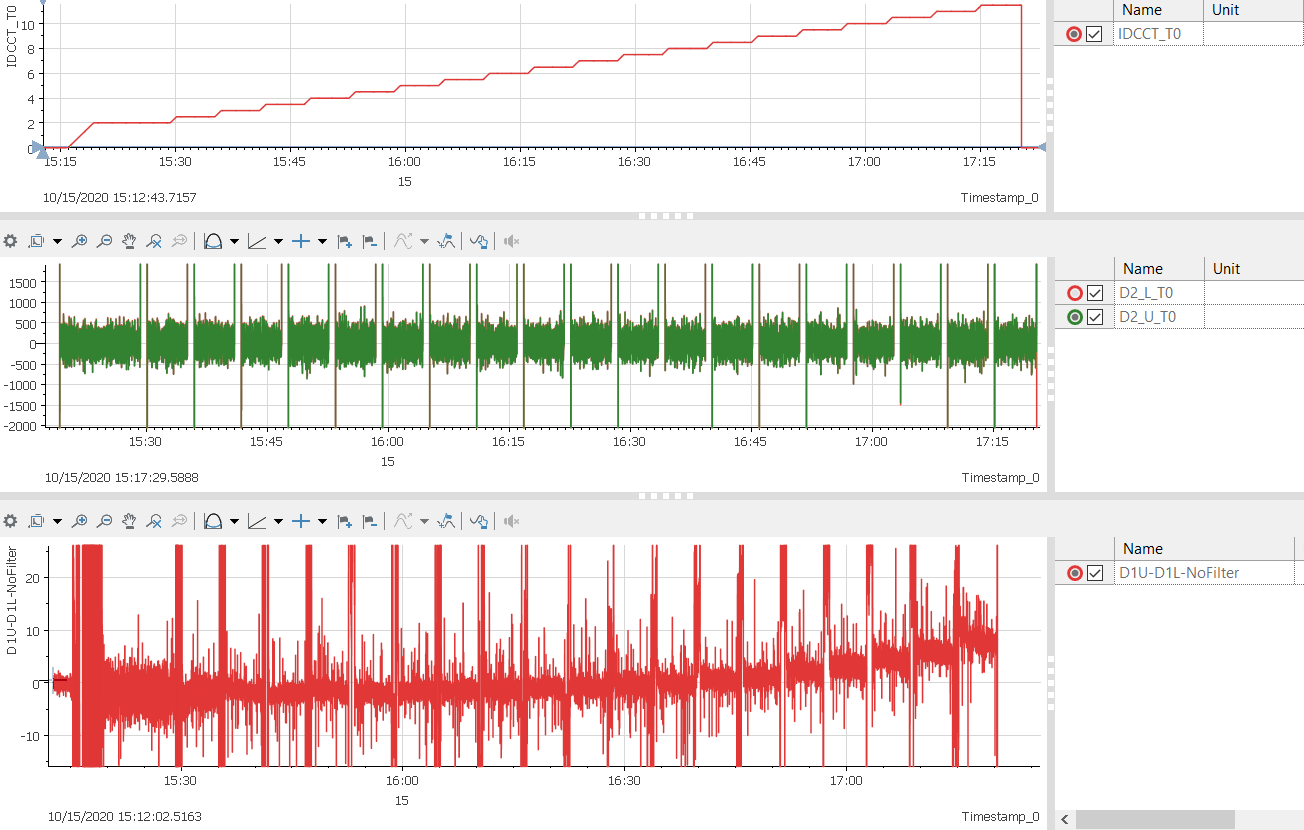 Name Unit
IDCCT_T0
IDCCT_T0
10
8
6
4
2
0
15:15 15:30 15:45 16:00 16:15 16:30 16:45 17:00 17:15
15
10/15/2020 15:12:43.7157 Timestamp_0
Name Unit
D2_L_T0
D2_U_T0
1500
1000
500
0
-500
-1000
-1500
-2000
15:30 15:45 16:00 16:15 16:30 16:45 17:00 17:15
15
10/15/2020 15:17:29.5888 Timestamp_0
Name
D1U-D1L-NoFilter
D1U-D1L-NoFilter
20
10
0
-10
15:30 16:00 16:30 17:00
15
10/15/2020 15:12:02.5163 Timestamp_0